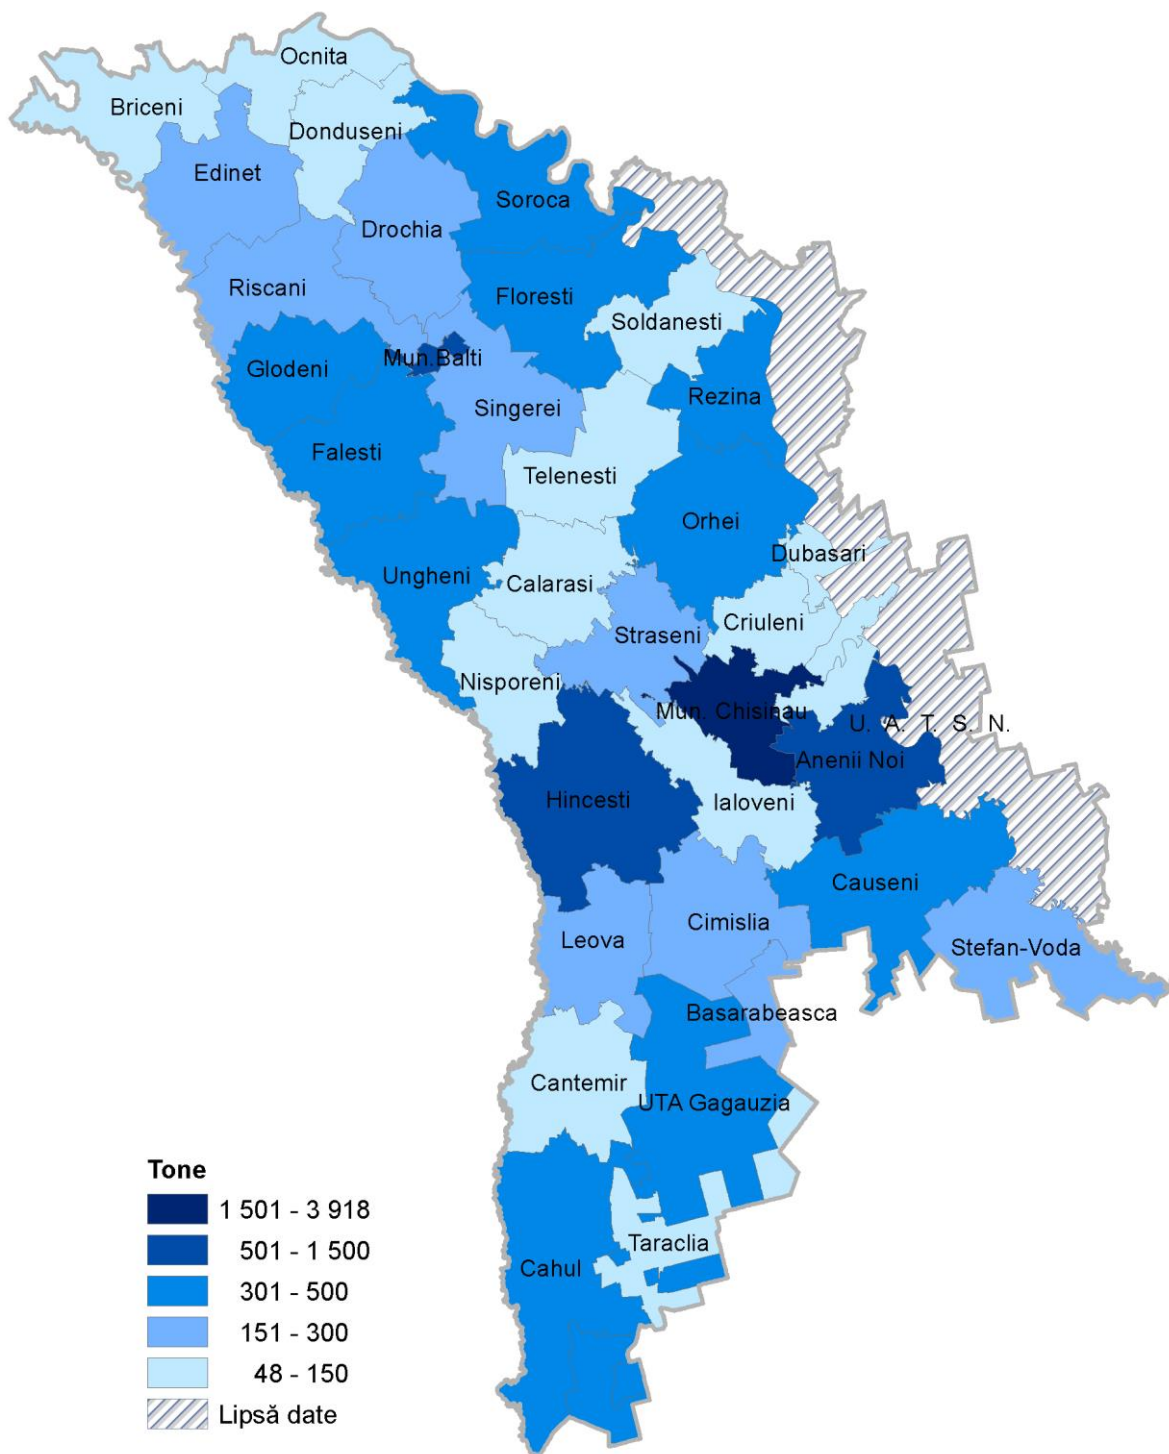 Ocnita
Briceni
Donduseni
Edinet
Soroca
Drochia
Riscani
Floresti
Soldanesti
Mun.Balti
Glodeni
Rezina
Singerei
Falesti
Telenesti
Orhei
Dubasari
Ungheni
Calarasi
Criuleni
Straseni
Nisporeni
Mun. Chisinau
U. A. T. S. N.
Anenii Noi
Hincesti
Ialoveni
Causeni
Cimislia
Leova
Stefan-Voda
Basarabeasca
Cantemir
UTA Gagauzia
Taraclia
Cahul
Tone
1 501 - 3 918
501 - 1 500
301 - 500
151 - 300
48 - 150
Lipsă date